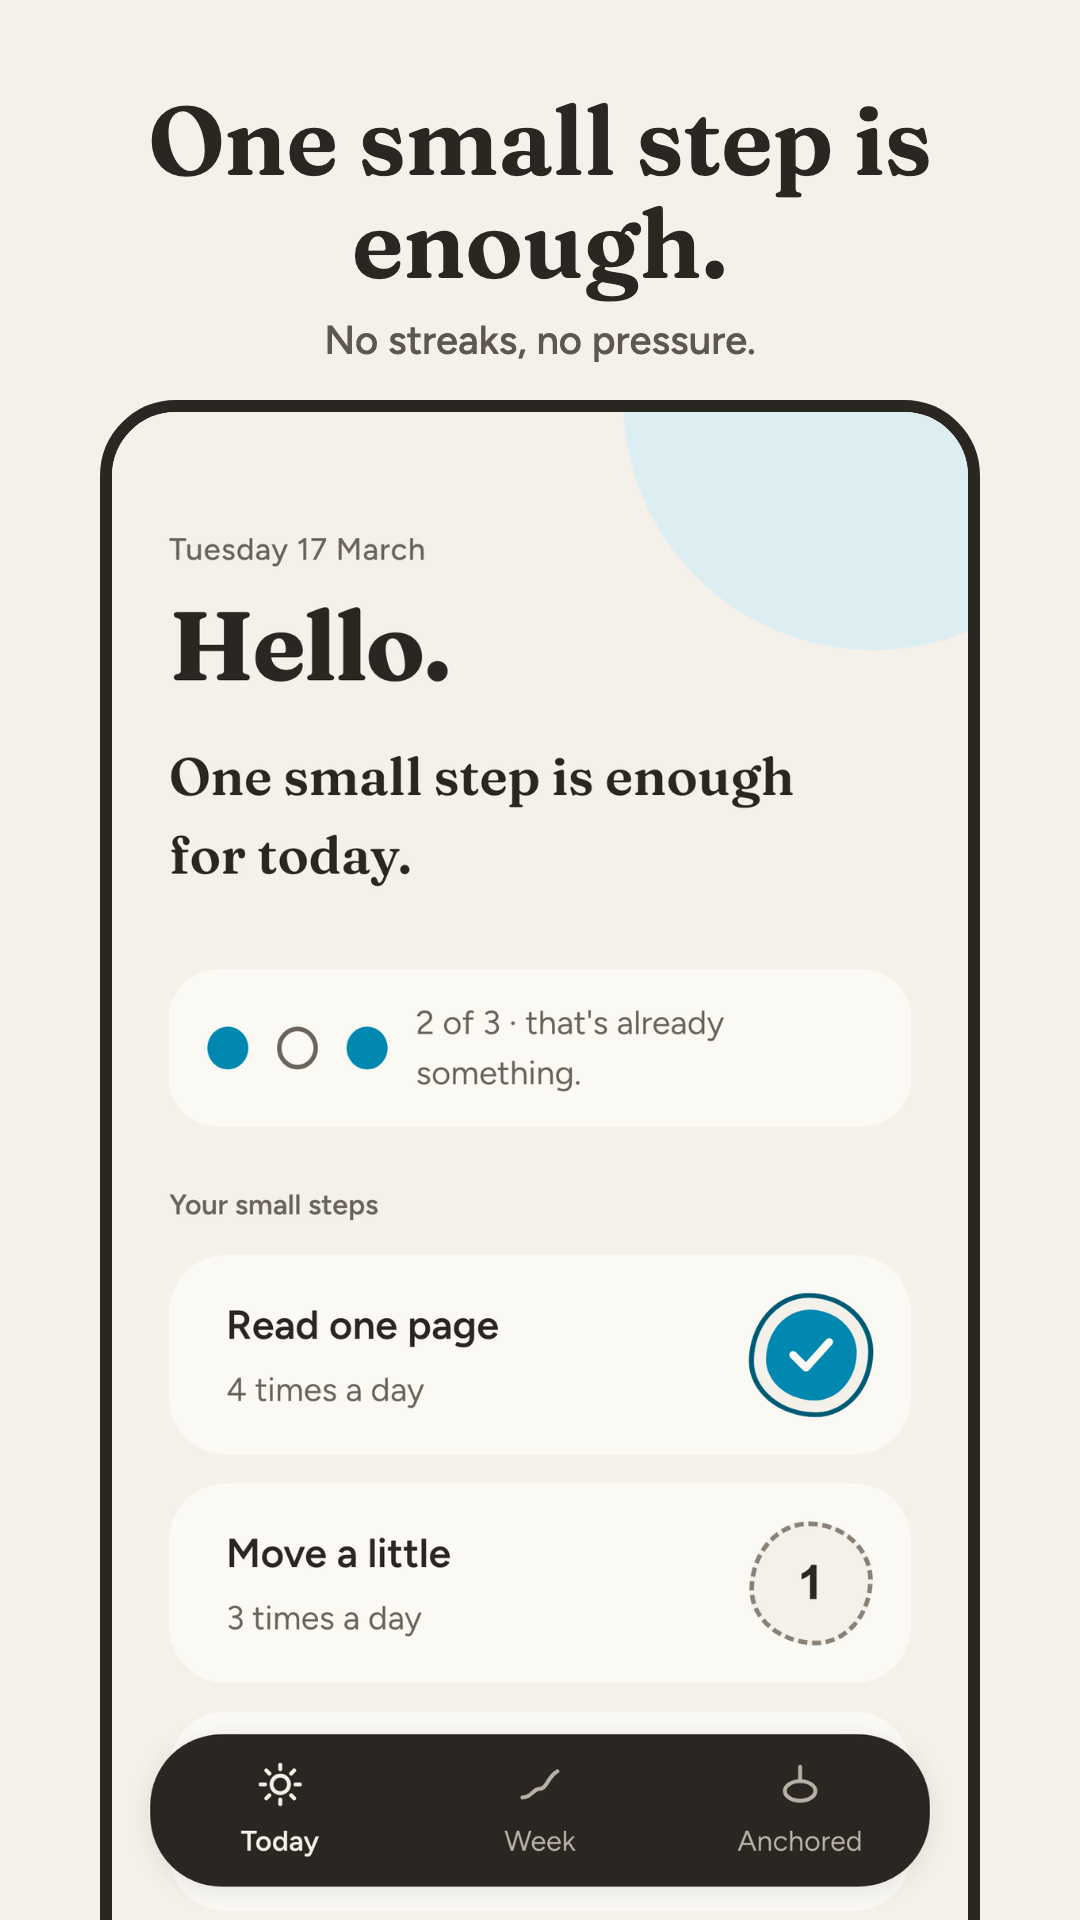 One small step is
enough.
No streaks, no pressure.
Tuesday 17 March
Hello.
One small step is enough
for today.
2 of 3 · that's already
something.
Your small steps
Read one page
4 times a day
Move a little
3 times a day
1
Today
Week
Anchored